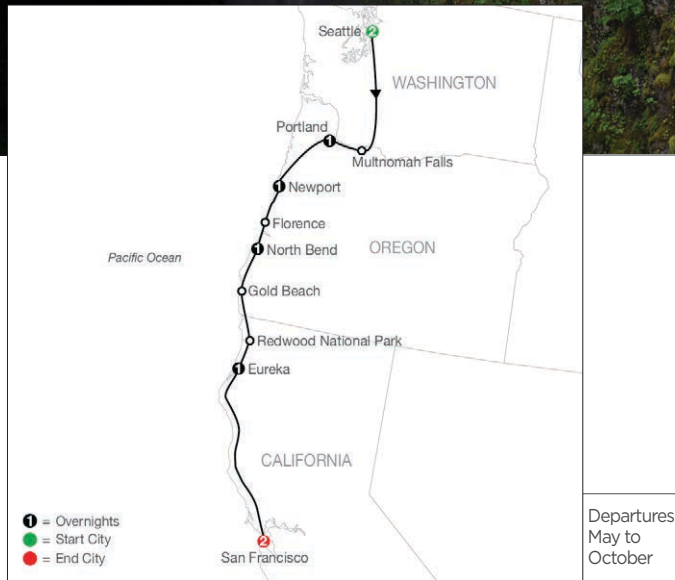 Seattle 2
WASHINGTON
Portland
1
Multnomah Falls
1 Newport
Florence
Pacific Ocean
1 North Bend
OREGON
Gold Beach
Redwood National Park
1 Eureka
CALIFORNIA
1 = Overnights
= Start City
= End City
2
San Francisco
Departures
May to
October